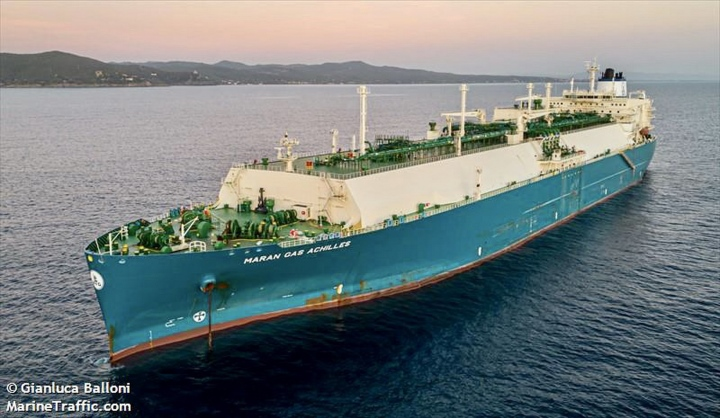 MARAN GAS ACHILLES
© Gianluca Balloni
MarineTraffic.com